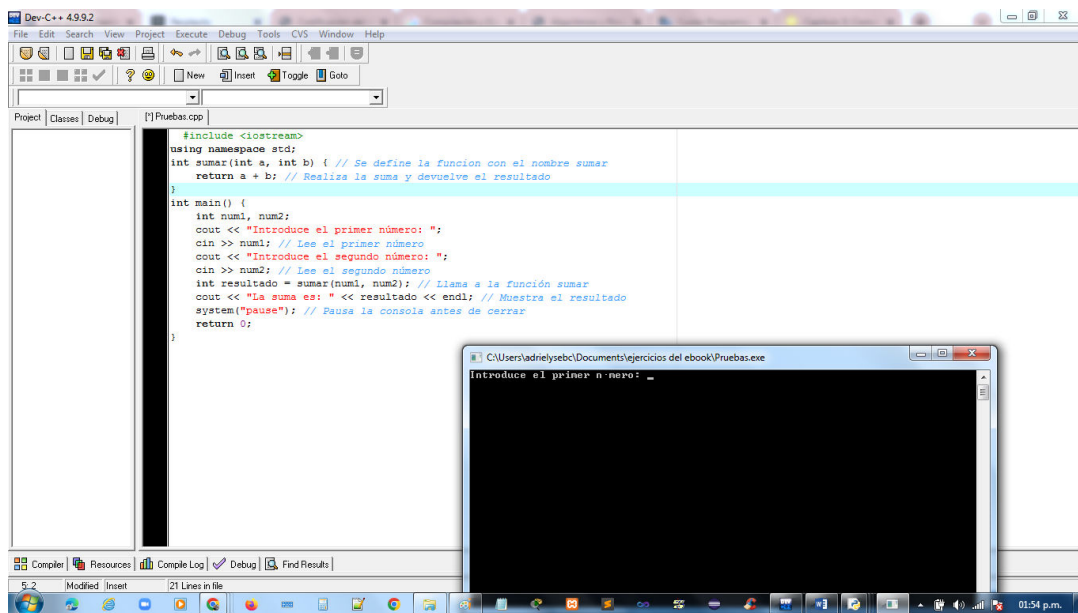 Dev-C++ 4.9.9.2
File Edit Search View Project Execute Debug Tools CVS Window Help
New Insert Toggle Goto
Project Classes Debug [*] Pruebas.cpp
#include <iostream>
using namespace std;
int sumar(int a, int b) { // Se define la funcion con el nombre sumar
return a + b; // Realiza la suma y devuelve el resultado
}
int main() {
int num1, num2;
cout << "Introduce el primer número: ";
cin >> num1; // Lee el primer número
cout << "Introduce el segundo número: ";
cin >> num2; // Lee el segundo número
int resultado = sumar(num1, num2); // Llama a la función sumar
cout << "La suma es: " << resultado << endl; // Muestra el resultado
system("pause"); // Pausa la consola antes de cerrar
return 0;
}
C:\Users\adrielysebc\Documents\ejercicios del ebook\Pruebas.exe
Introduce el primer n·mero: _
Compiler Resources Compile Log Debug Find Results
5: 2 Modified Insert 21 Lines in file
01:54 p.m.